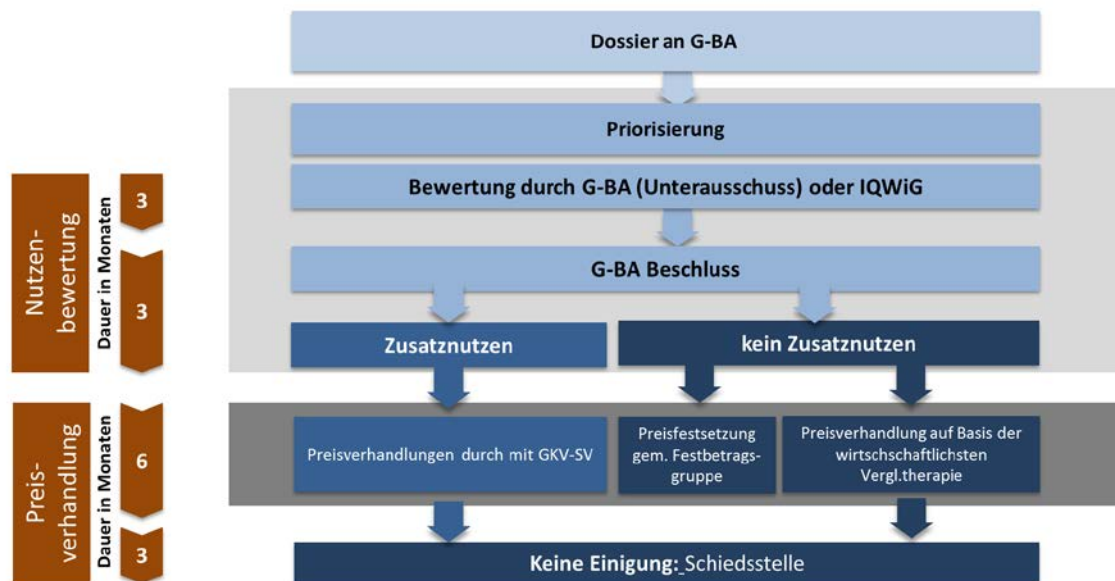 Dossier an G-BA
Priorisierung
Bewertung durch G-BA (Unterausschuss) oder IQWiG
G-BA Beschluss
Zusatznutzen
kein Zusatznutzen
Nutzen-
bewertung
Dauer in Monaten
3
3
Preisverhandlungen durch mit GKV-SV
Preisfestsetzung
gem. Festbetrags-
gruppe
Preisverhandlung auf Basis der
wirtschaftlichsten
Vergl.therapie
Preis-
verhandlung
Dauer in Monaten
6
3
Keine Einigung: Schiedsstelle